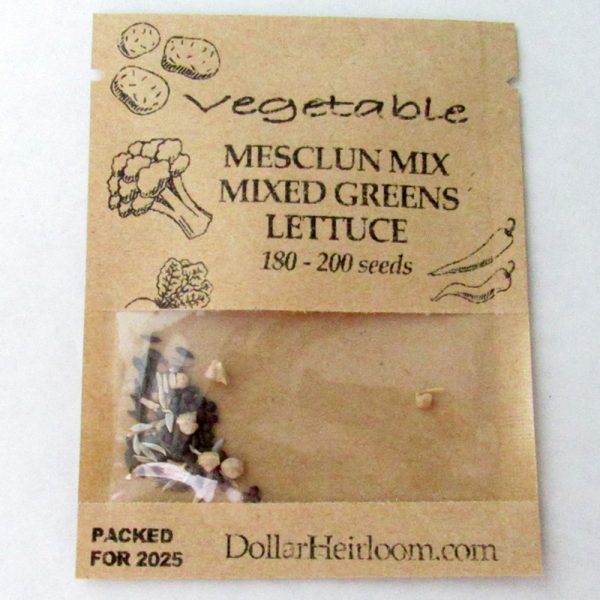 vegetable
MESCLUN MIX
MIXED GREENS
LETTUCE
180 - 200 seeds
PACKED
FOR 2025
DollarHeirloom.com